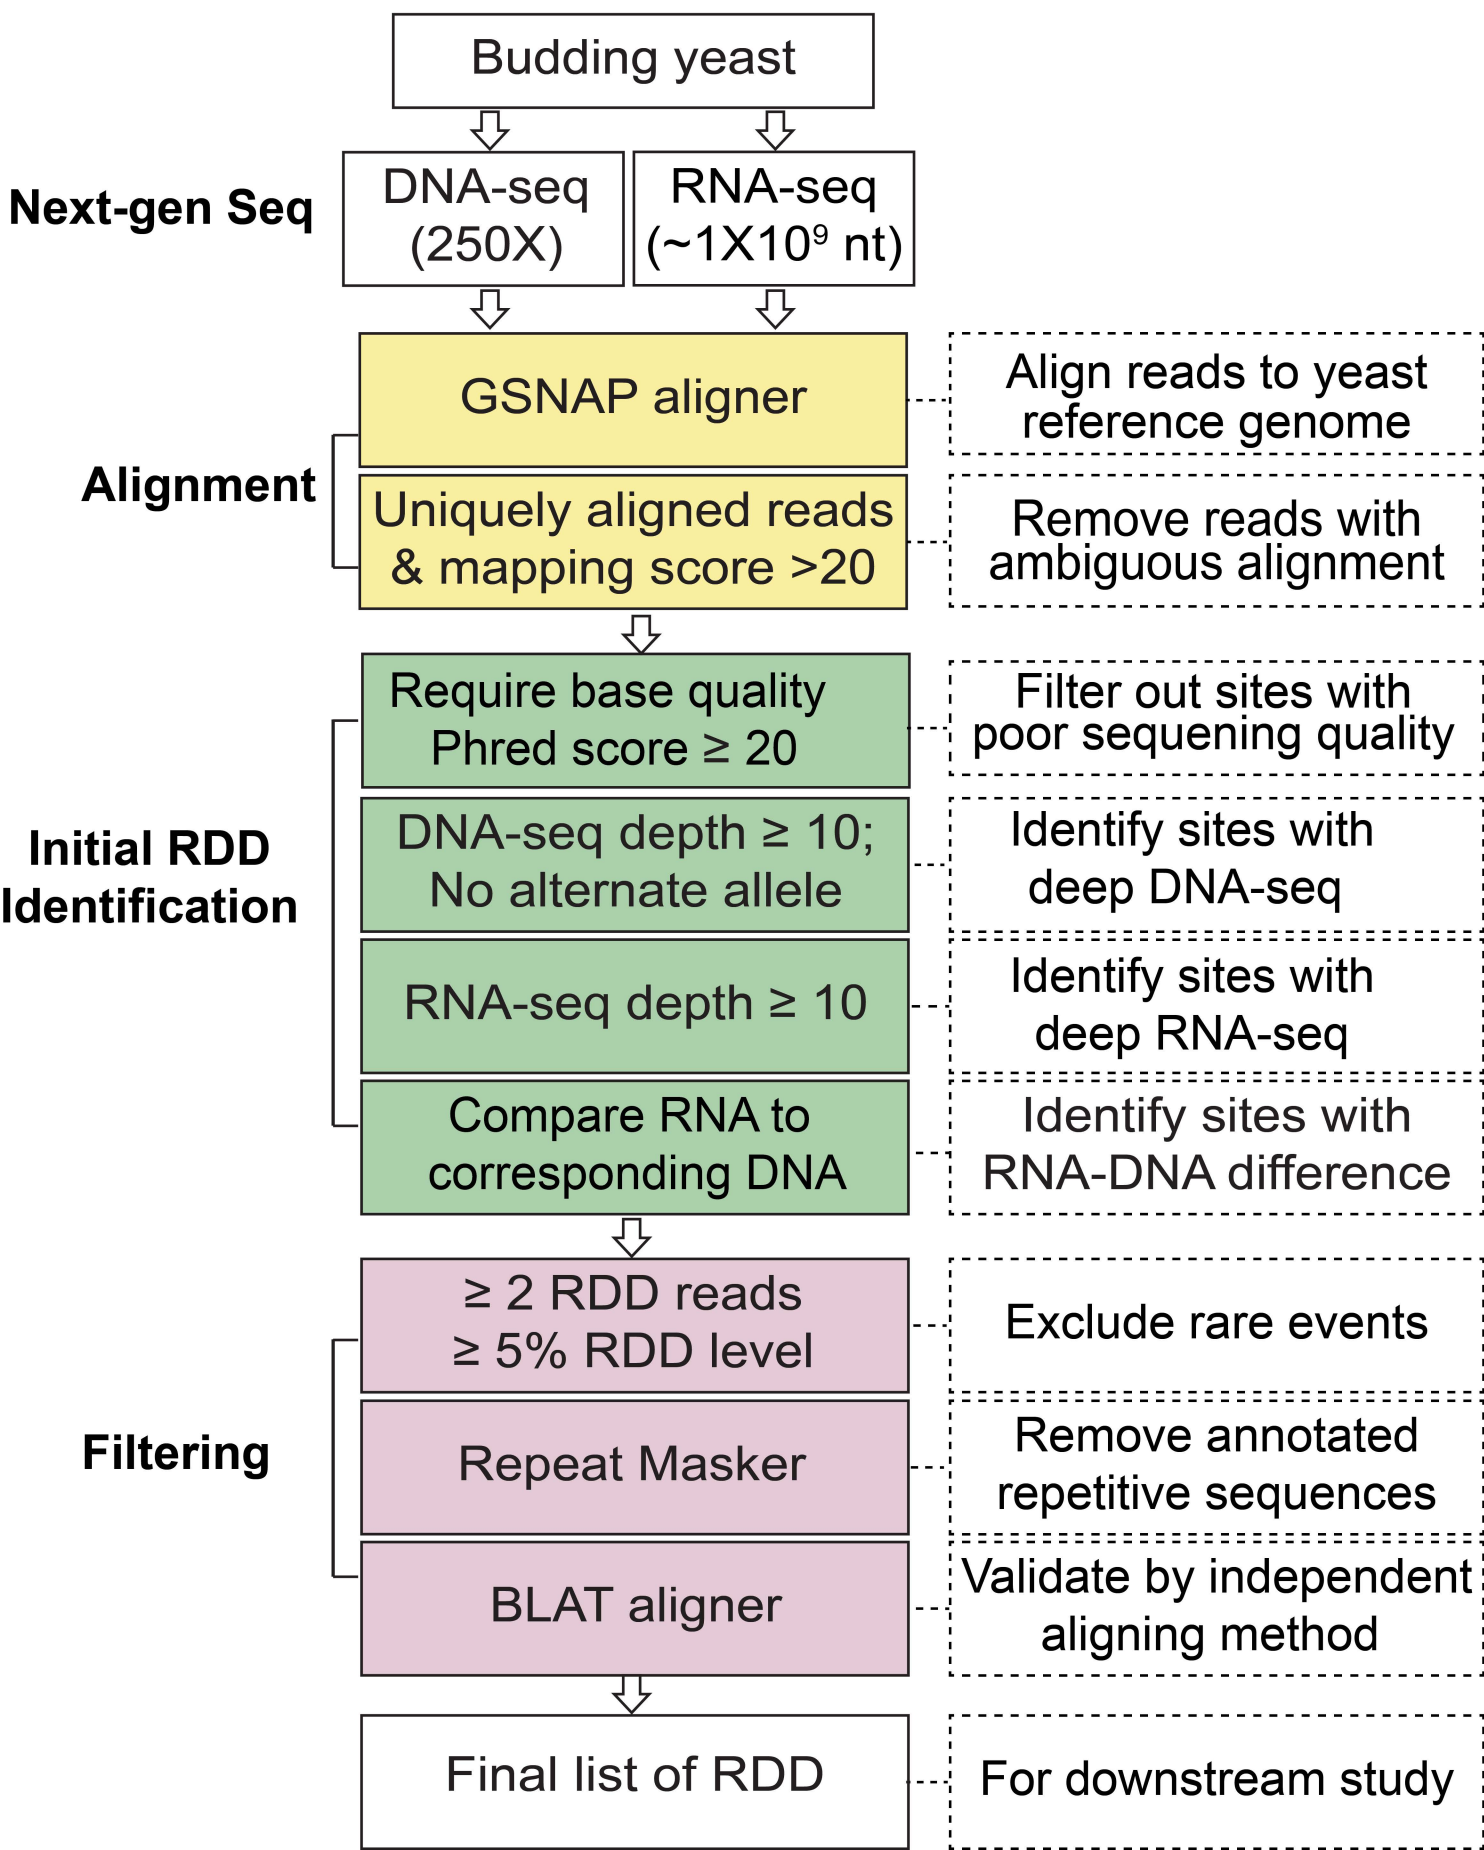 Budding yeast
Next-gen Seq
DNA-seq
(250X)
RNA-seq
(~1X10⁹ nt)
Alignment
GSNAP aligner
Align reads to yeast
reference genome
Uniquely aligned reads
& mapping score >20
Remove reads with
ambiguous alignment
Initial RDD
Identification
Require base quality
Phred score ≥ 20
Filter out sites with
poor sequening quality
DNA-seq depth ≥ 10;
No alternate allele
Identify sites with
deep DNA-seq
RNA-seq depth ≥ 10
Identify sites with
deep RNA-seq
Compare RNA to
corresponding DNA
Identify sites with
RNA-DNA difference
Filtering
≥ 2 RDD reads
≥ 5% RDD level
Exclude rare events
Repeat Masker
Remove annotated
repetitive sequences
BLAT aligner
Validate by independent
aligning method
Final list of RDD
For downstream study